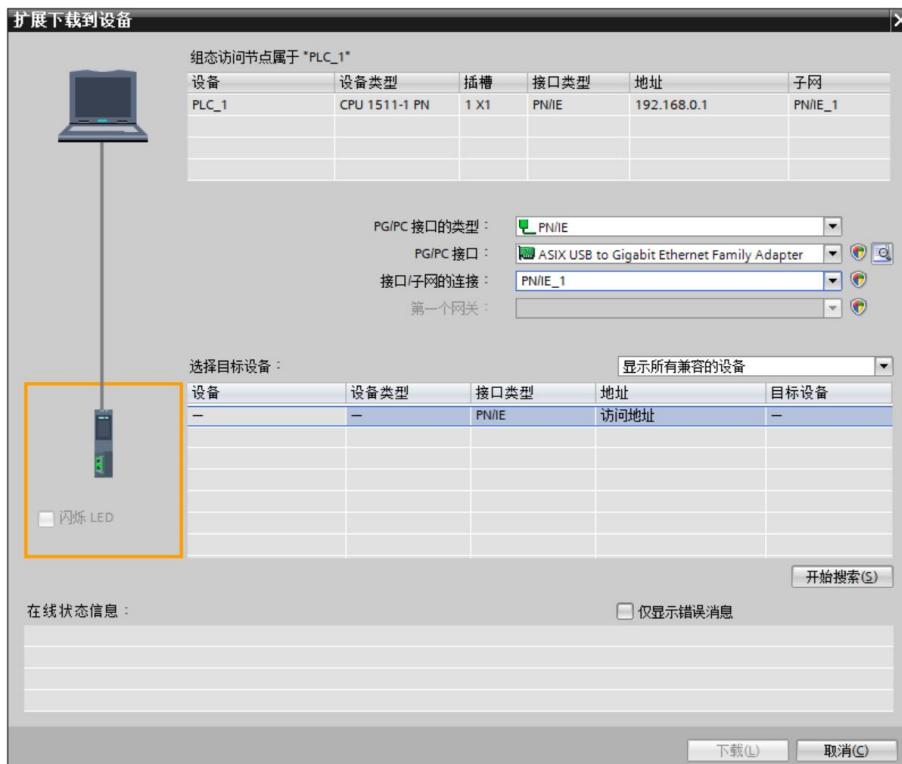 扩展下载到设备
组态访问节点属于 "PLC_1"
设备 设备类型 插槽 接口类型 地址 子网
PLC_1 CPU 1511-1 PN 1 X1 PN/IE 192.168.0.1 PN/IE_1
PG/PC 接口的类型： PN/IE
PG/PC 接口： ASIX USB to Gigabit Ethernet Family Adapter
接口/子网的连接： PN/IE_1
第一个网关：
选择目标设备： 显示所有兼容的设备
设备 设备类型 接口类型 地址 目标设备
— — PN/IE 访问地址 —
闪烁 LED
开始搜索(S)
在线状态信息： 仅显示错误消息
下载(L) 取消(C)